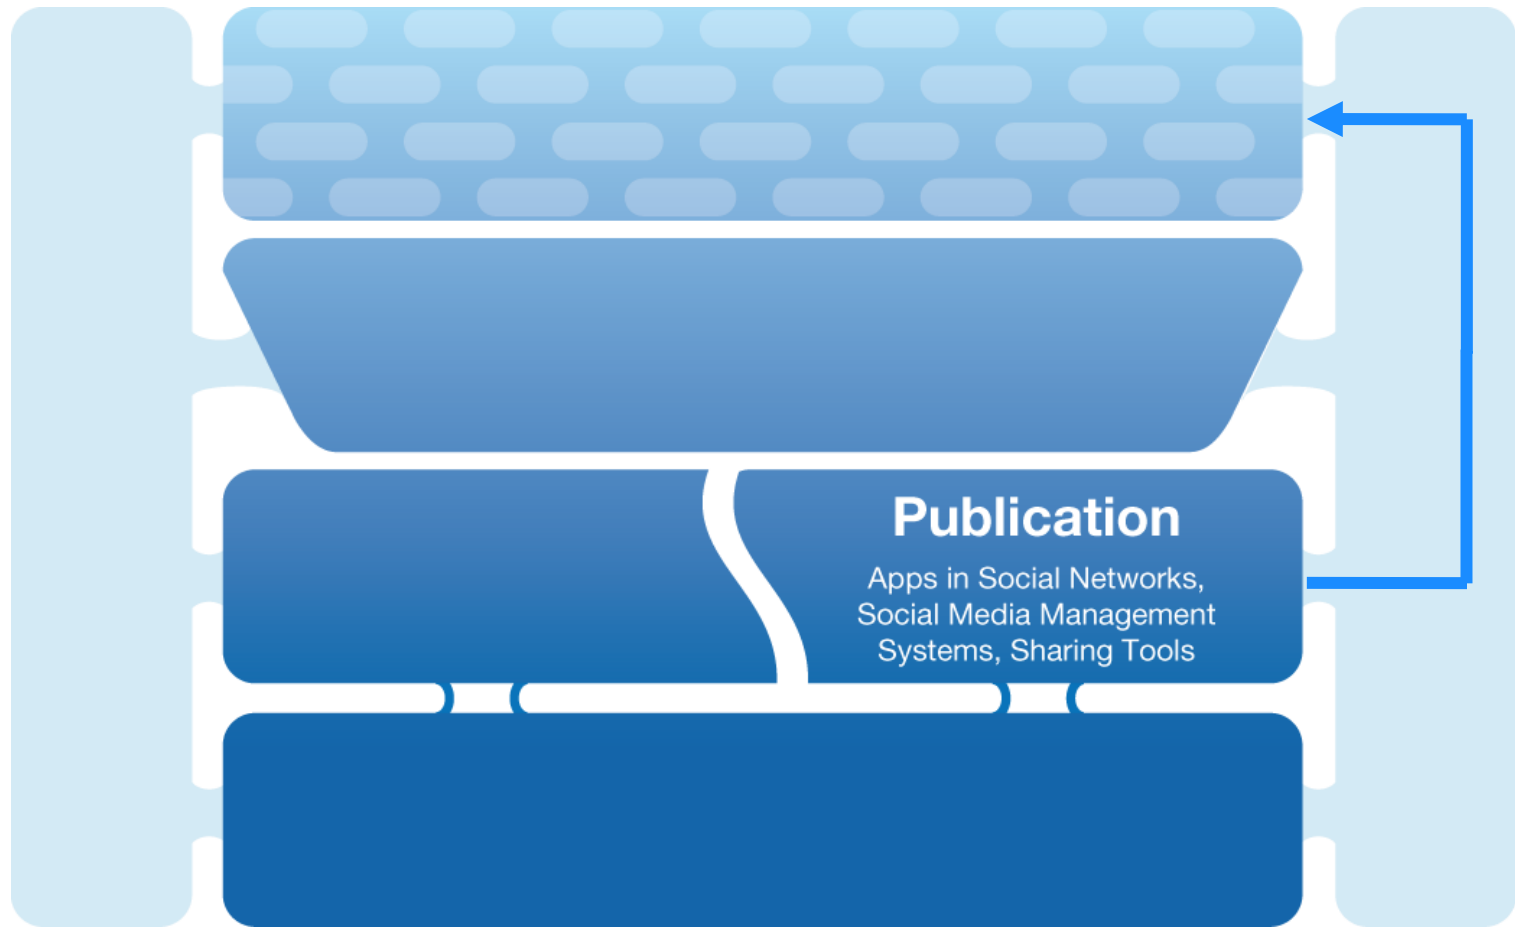 Publication
Apps in Social Networks,
Social Media Management
Systems, Sharing Tools